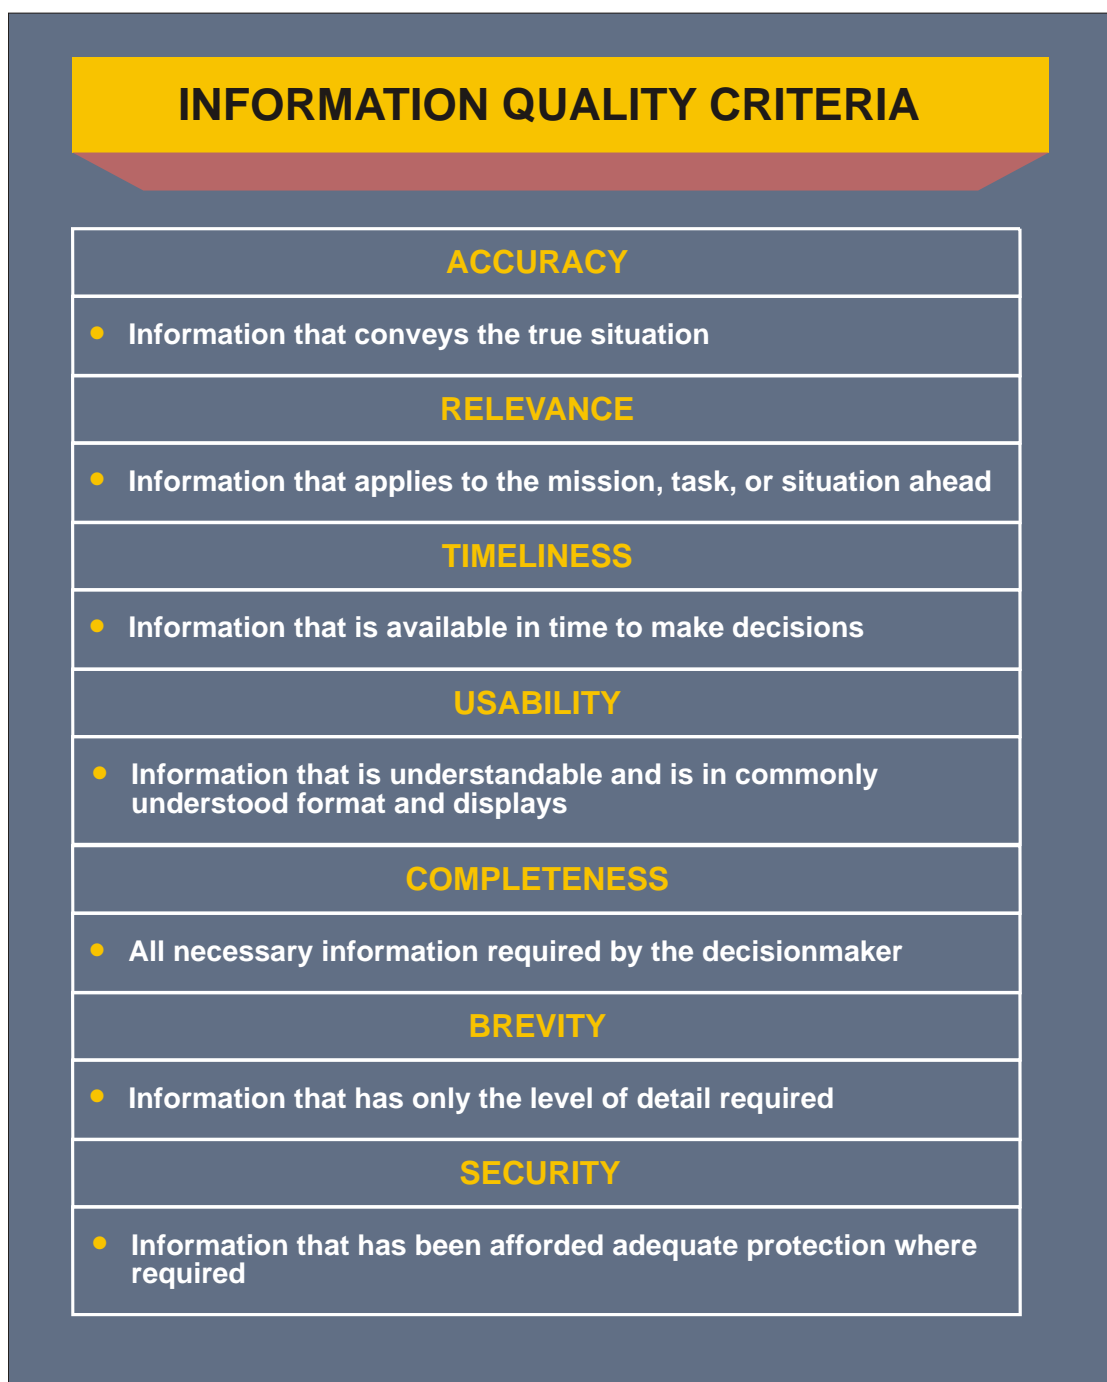 INFORMATION QUALITY CRITERIA
ACCURACY
• Information that conveys the true situation
RELEVANCE
• Information that applies to the mission, task, or situation ahead
TIMELINESS
• Information that is available in time to make decisions
USABILITY
• Information that is understandable and is in commonly
understood format and displays
COMPLETENESS
• All necessary information required by the decisionmaker
BREVITY
• Information that has only the level of detail required
SECURITY
• Information that has been afforded adequate protection where
required